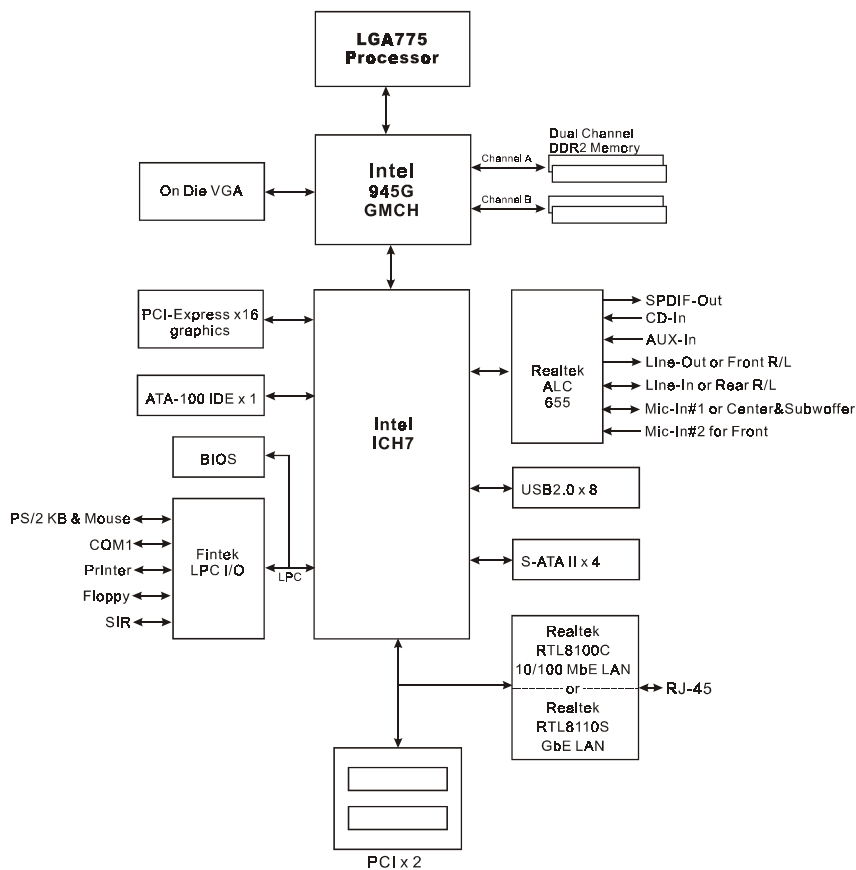 LGA775
Processor
Intel
945G
GMCH
On Die VGA
Channel A
Channel B
Dual Channel
DDR2 Memory
PCI-Express x16
graphics
ATA-100 IDE x 1
BIOS
Intel
ICH7
Realtek
ALC
655
SPDIF-Out
CD-In
AUX-In
Line-Out or Front R/L
Line-In or Rear R/L
Mic-In#1 or Center&Subwoffer
Mic-In#2 for Front
USB2.0 x 8
S-ATA II x 4
PS/2 KB & Mouse
COM1
Printer
Floppy
SIR
Fintek
LPC I/O
LPC
Realtek
RTL8100C
10/100 MbE LAN
or
Realtek
RTL8110S
GbE LAN
RJ-45
PCI x 2